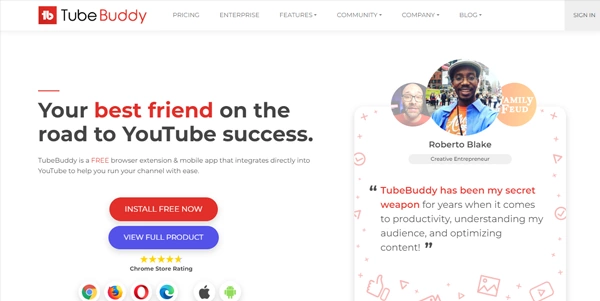 tb TubeBuddy
PRICING ENTERPRISE FEATURES COMMUNITY COMPANY BLOG SIGN IN
Your best friend on the
road to YouTube success.
TubeBuddy is a FREE browser extension & mobile app that integrates directly into
YouTube to help you run your channel with ease.
INSTALL FREE NOW
VIEW FULL PRODUCT
Chrome Store Rating
FAMILY
FEUD
Roberto Blake
Creative Entrepreneur
❝ TubeBuddy has been my secret
weapon for years when it comes
to productivity, understanding my
audience, and optimizing
content! ❞